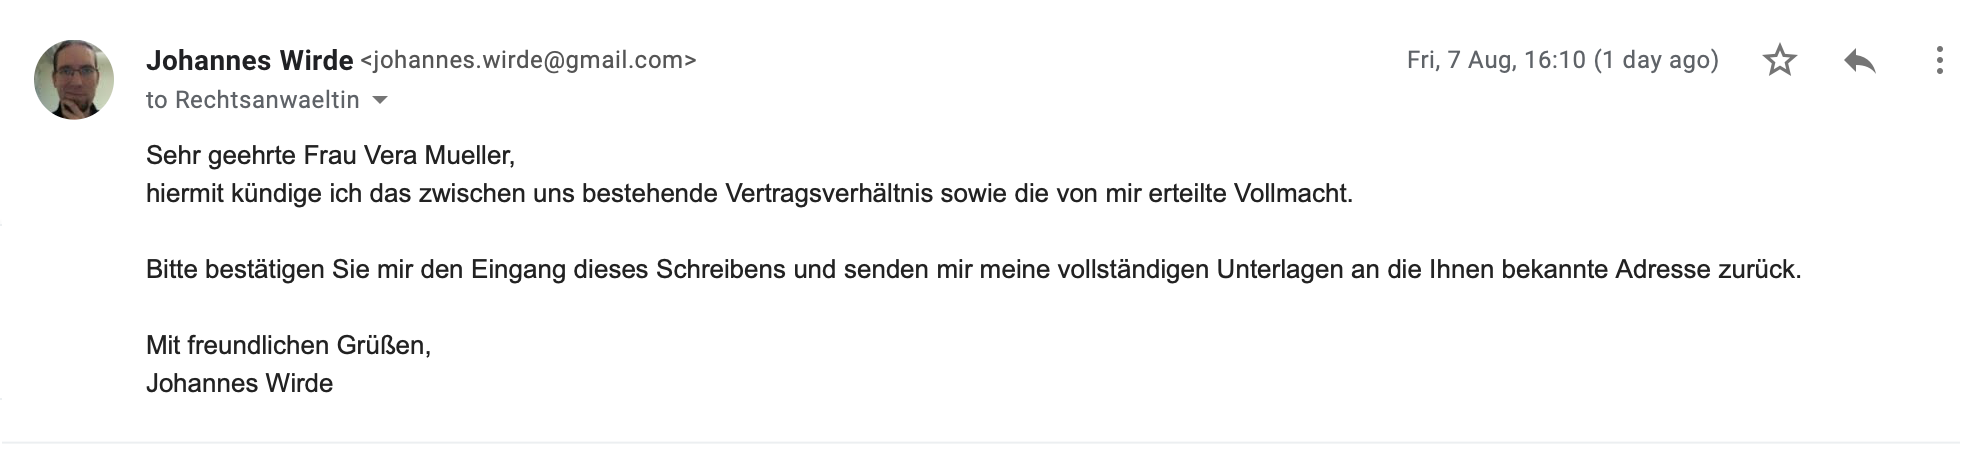 Johannes Wirde <johannes.wirde@gmail.com>
Fri, 7 Aug, 16:10 (1 day ago)
to Rechtsanwaeltin
Sehr geehrte Frau Vera Mueller,
hiermit kündige ich das zwischen uns bestehende Vertragsverhältnis sowie die von mir erteilte Vollmacht.
Bitte bestätigen Sie mir den Eingang dieses Schreibens und senden mir meine vollständigen Unterlagen an die Ihnen bekannte Adresse zurück.
Mit freundlichen Grüßen,
Johannes Wirde